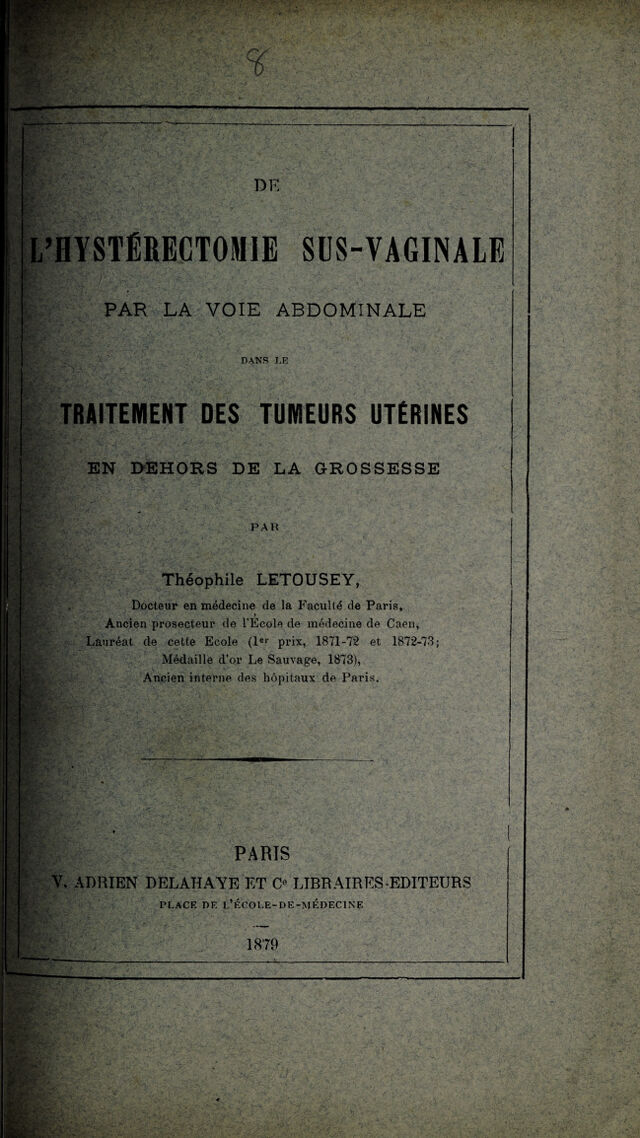 8
DE
L'HYSTÉRECTOMIE SUS-VAGINALE
PAR LA VOIE ABDOMINALE
DANS LE
TRAITEMENT DES TUMEURS UTÉRINES
EN DEHORS DE LA GROSSESSE
PAR
Théophile LETOUSEY,
Docteur en médecine de la Faculté de Paris,
Ancien prosecteur de l'École de médecine de Caen,
Lauréat de cette Ecole (1er prix, 1871-72 et 1872-73;
Médaille d'or Le Sauvage, 1873),
Ancien interne des hôpitaux de Paris.
PARIS
V. ADRIEN DELAHAYE ET Ce LIBRAIRES-EDITEURS
PLACE DE L'ÉCOLE-DE-MÉDECINE
1879